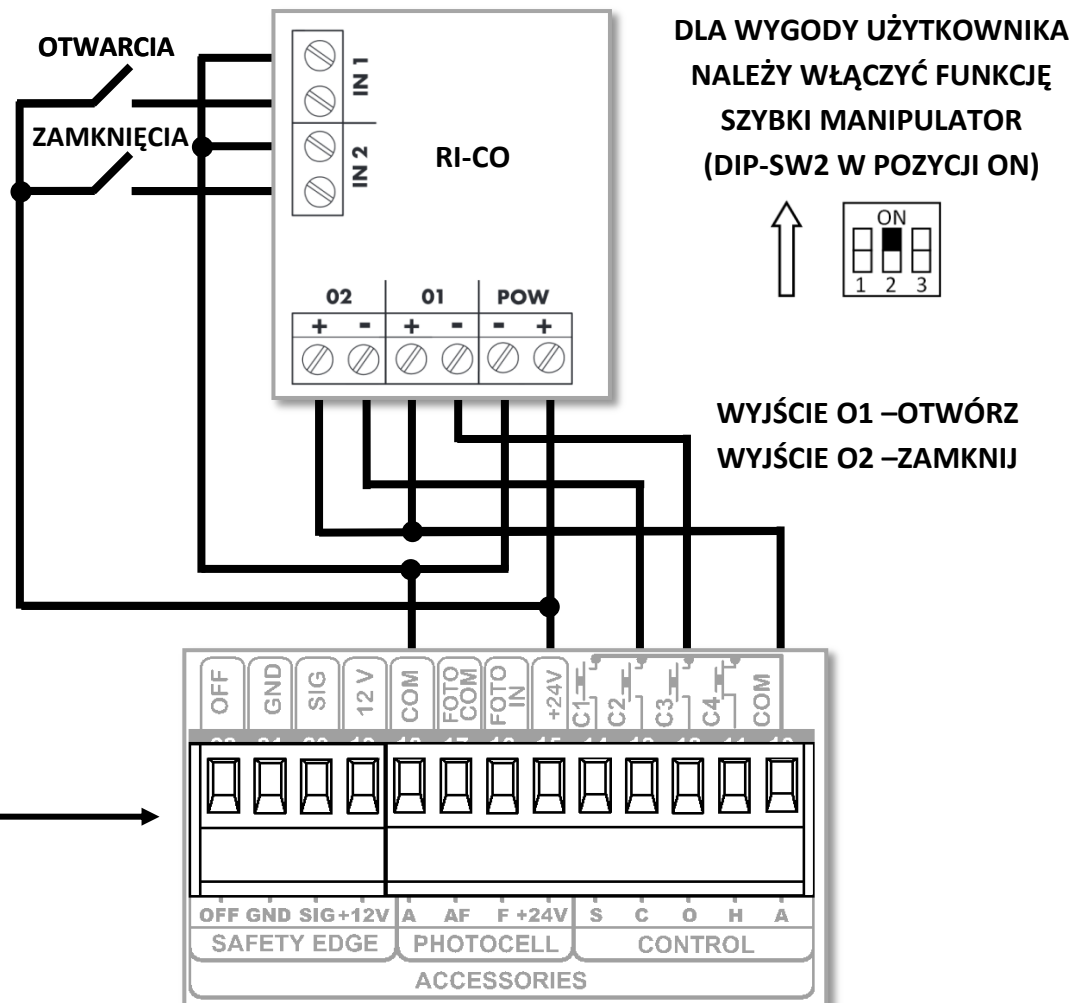 OTWARCIA
ZAMKNIĘCIA
IN 1
IN 2
RI-CO
02 01 POW
+ - + - - +
DLA WYGODY UŻYTKOWNIKA
NALEŻY WŁĄCZYĆ FUNKCJĘ
SZYBKI MANIPULATOR
(DIP-SW2 W POZYCJI ON)
ON
1 2 3
WYJŚCIE O1 –OTWÓRZ
WYJŚCIE O2 –ZAMKNIJ
OFF GND SIG 12 V COM FOTO COM FOTO IN +24V C1 C2 C3 C4 COM
OFF GND SIG +12V A AF F +24V S C O H A
SAFETY EDGE PHOTOCELL CONTROL
ACCESSORIES